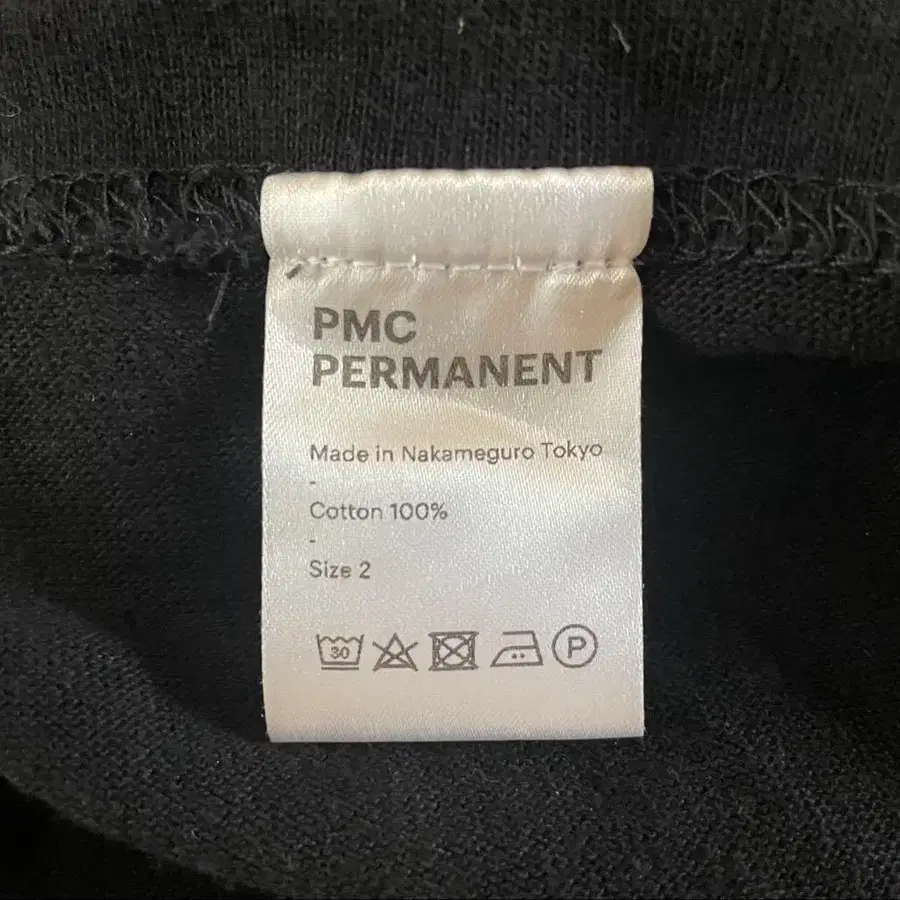 PMC
PERMANENT
Made in Nakameguro Tokyo
-
Cotton 100%
-
Size 2
30 P